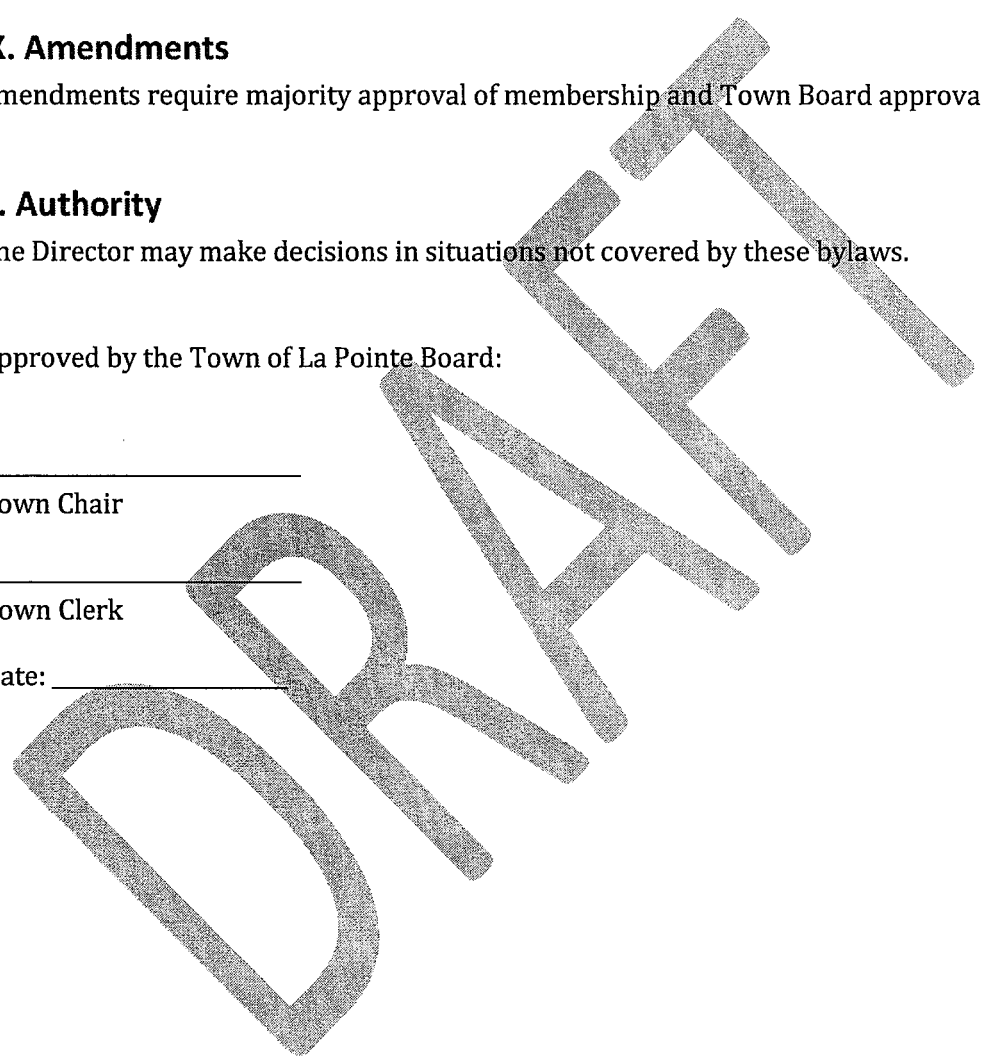 X. Amendments
mendments require majority approval of membership and Town Board approva
. Authority
he Director may make decisions in situations not covered by these bylaws.
pproved by the Town of La Pointe Board:
own Chair
own Clerk
ate:
DRAFT